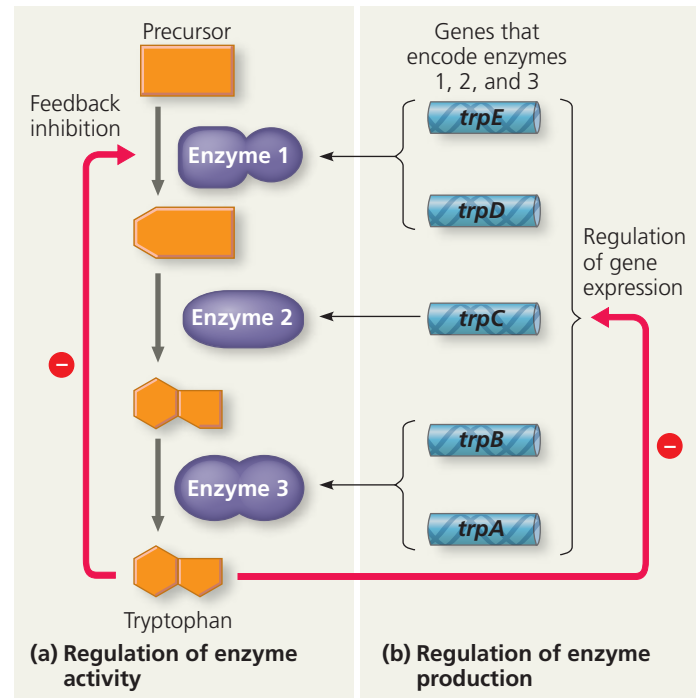 Precursor
Feedback
inhibition
Enzyme 1
Enzyme 2
−
Enzyme 3
Tryptophan
(a) Regulation of enzyme
activity
Genes that
encode enzymes
1, 2, and 3
trpE
trpD
Regulation
of gene
expression
trpC
trpB
−
trpA
(b) Regulation of enzyme
production